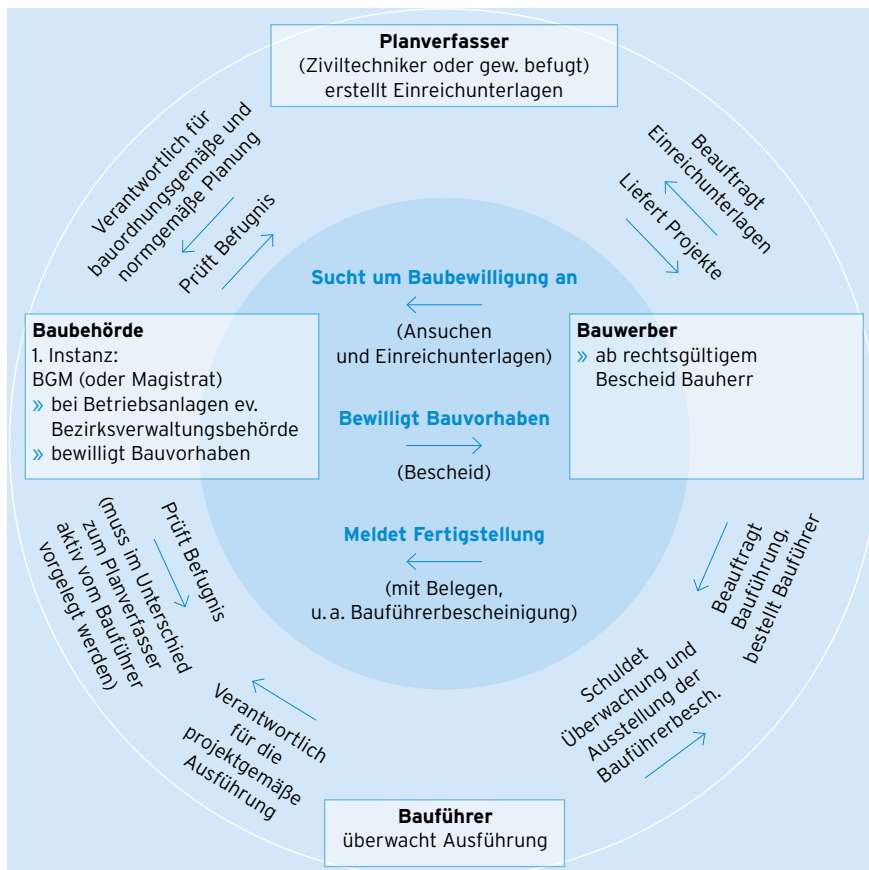 Planverfasser
(Ziviltechniker oder gew. befugt)
erstellt Einreichunterlagen
Verantwortlich für
bauordnungsgemäße und
normgemäße Planung
Prüft Befugnis
Beauftragt
Einreichunterlagen
Liefert Projekte
Sucht um Baubewilligung an
(Ansuchen
und Einreichunterlagen)
Baubehörde
1. Instanz:
BGM (oder Magistrat)
» bei Betriebsanlagen ev.
Bezirksverwaltungsbehörde
» bewilligt Bauvorhaben
Bauwerber
» ab rechtsgültigem
Bescheid Bauherr
Bewilligt Bauvorhaben
(Bescheid)
Meldet Fertigstellung
(mit Belegen,
u. a. Bauführerbescheinigung)
Prüft Befugnis
(muss im Unterschied
zum Planverfasser
aktiv vom Bauführer
vorgelegt werden)
Beauftragt
Bauführung,
bestellt Bauführer
Verantwortlich
für die
projektgemäße
Ausführung
Schuldet
Überwachung und
Ausstellung der
Bauführerbesch.
Bauführer
überwacht Ausführung